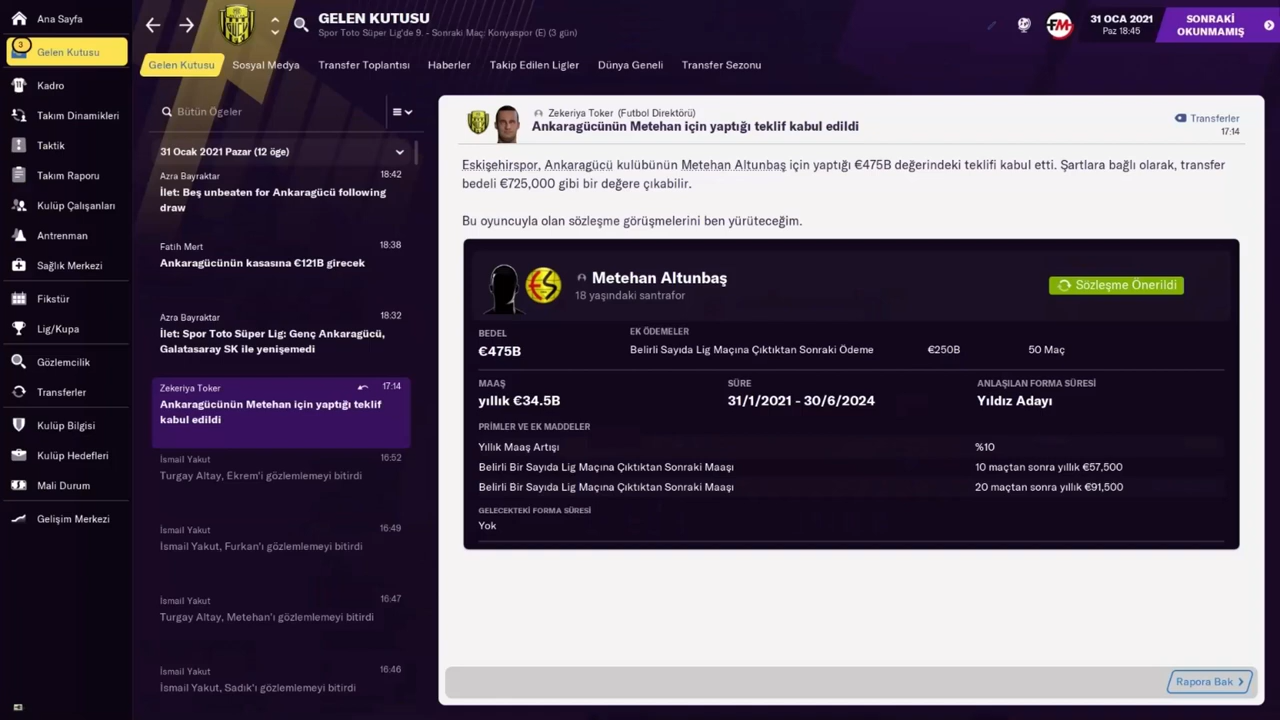 Ana Sayfa
3
Gelen Kutusu
Kadro
Takım Dinamikleri
Taktik
Takım Raporu
Kulüp Çalışanları
Antrenman
Sağlık Merkezi
Fikstür
Lig/Kupa
Gözlemcilik
Transferler
Kulüp Bilgisi
Kulüp Hedefleri
Mali Durum
Gelişim Merkezi
GELEN KUTUSU
Spor Toto Süper Lig'de 9. - Sonraki Maç: Konyaspor (E) (3 gün)
FM
31 OCA 2021
Paz 18:45
SONRAKİ
OKUNMAMIŞ
Gelen Kutusu Sosyal Medya Transfer Toplantısı Haberler Takip Edilen Ligler Dünya Geneli Transfer Sezonu
Bütün Ögeler
31 Ocak 2021 Pazar (12 öge)
Azra Bayraktar 18:42
İlet: Beş unbeaten for Ankaragücü following
draw
Fatih Mert 18:38
Ankaragücünün kasasına €121B girecek
Azra Bayraktar 18:32
İlet: Spor Toto Süper Lig: Genç Ankaragücü,
Galatasaray SK ile yenişemedi
Zekeriya Toker 17:14
Ankaragücünün Metehan için yaptığı teklif
kabul edildi
İsmail Yakut 16:52
Turgay Altay, Ekrem'i gözlemlemeyi bitirdi
İsmail Yakut 16:49
İsmail Yakut, Furkan'ı gözlemlemeyi bitirdi
İsmail Yakut 16:47
Turgay Altay, Metehan'ı gözlemlemeyi bitirdi
İsmail Yakut 16:46
İsmail Yakut, Sadık'ı gözlemlemeyi bitirdi
Zekeriya Toker (Futbol Direktörü)
Ankaragücünün Metehan için yaptığı teklif kabul edildi
Transferler
17:14
Eskişehirspor, Ankaragücü kulübünün Metehan Altunbaş için yaptığı €475B değerindeki teklifi kabul etti. Şartlara bağlı olarak, transfer
bedeli €725,000 gibi bir değere çıkabilir.
Bu oyuncuyla olan sözleşme görüşmelerini ben yürüteceğim.
Metehan Altunbaş
18 yaşındaki santrafor
Sözleşme Önerildi
BEDEL EK ÖDEMELER
€475B Belirli Sayıda Lig Maçına Çıktıktan Sonraki Ödeme €250B 50 Maç
MAAŞ SÜRE ANLAŞILAN FORMA SÜRESİ
yıllık €34.5B 31/1/2021 - 30/6/2024 Yıldız Adayı
PRİMLER VE EK MADDELER
Yıllık Maaş Artışı %10
Belirli Bir Sayıda Lig Maçına Çıktıktan Sonraki Maaşı 10 maçtan sonra yıllık €57,500
Belirli Bir Sayıda Lig Maçına Çıktıktan Sonraki Maaşı 20 maçtan sonra yıllık €91,500
GELECEKTEKİ FORMA SÜRESİ
Yok
Rapora Bak